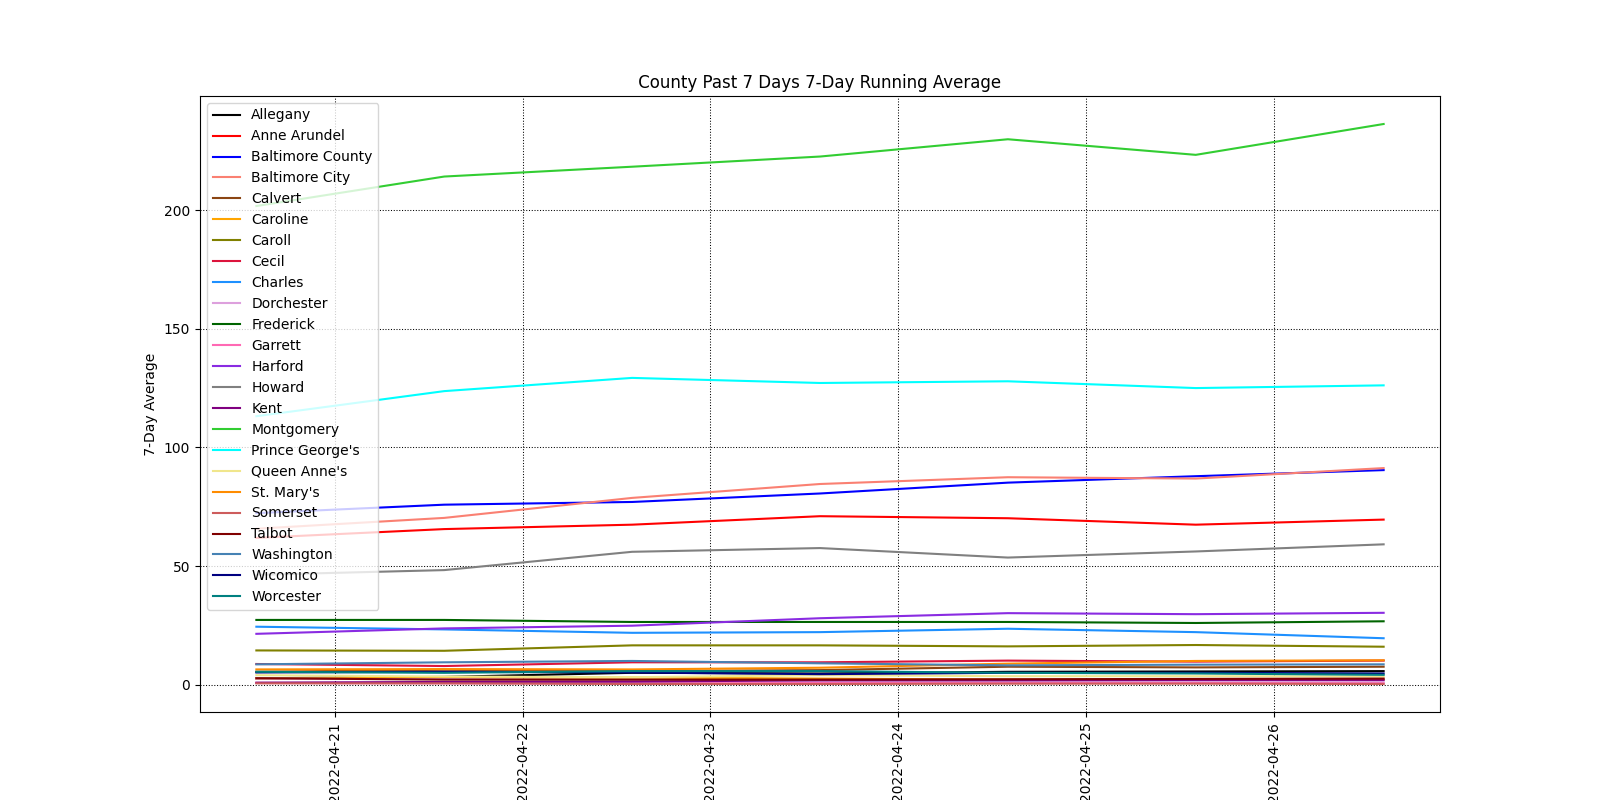 County Past 7 Days 7-Day Running Average
7-Day Average
200
150
100
50
0
Allegany
Anne Arundel
Baltimore County
Baltimore City
Calvert
Caroline
Caroll
Cecil
Charles
Dorchester
Frederick
Garrett
Harford
Howard
Kent
Montgomery
Prince George's
Queen Anne's
St. Mary's
Somerset
Talbot
Washington
Wicomico
Worcester
2022-04-21
2022-04-22
2022-04-23
2022-04-24
2022-04-25
2022-04-26